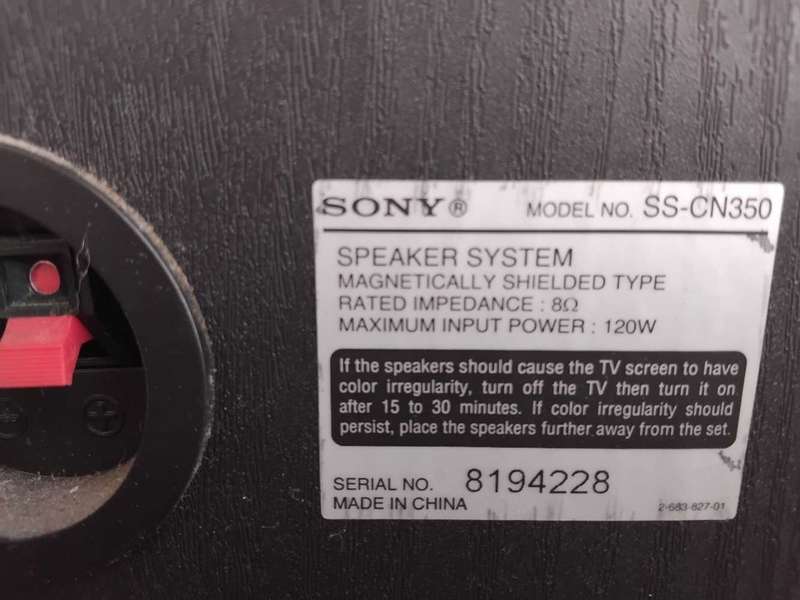 SONY® MODEL NO. SS-CN350
SPEAKER SYSTEM
MAGNETICALLY SHIELDED TYPE
RATED IMPEDANCE : 8Ω
MAXIMUM INPUT POWER : 120W
If the speakers should cause the TV screen to have
color irregularity, turn off the TV then turn it on
after 15 to 30 minutes. If color irregularity should
persist, place the speakers further away from the set.
SERIAL NO. 8194228
MADE IN CHINA 2-683-827-01